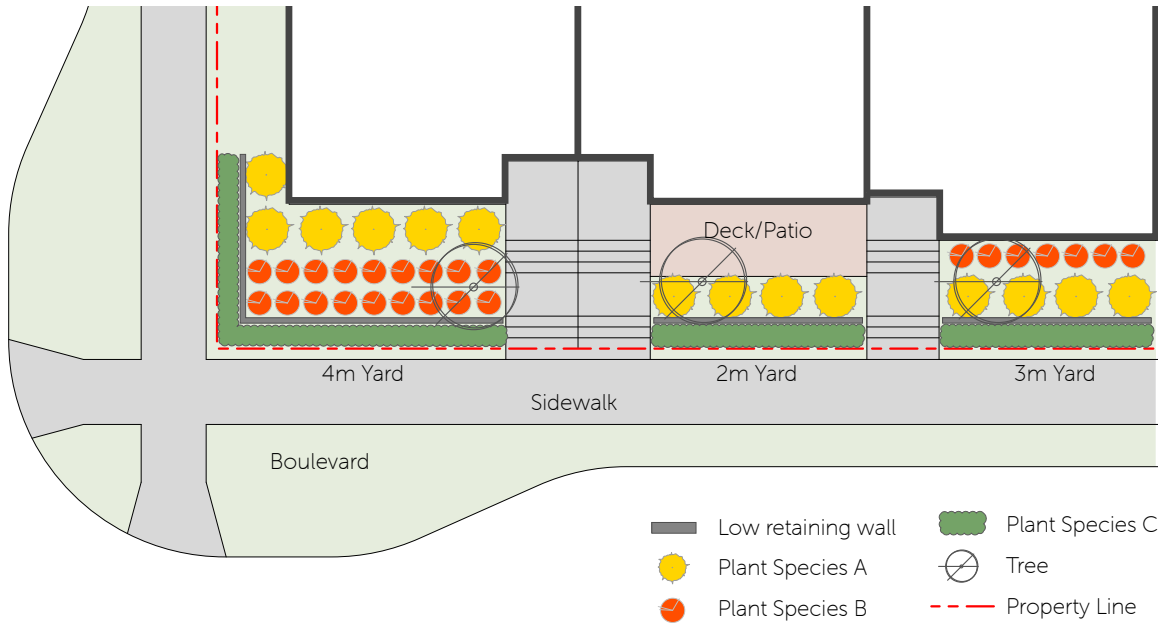 Deck/Patio
4m Yard
2m Yard
3m Yard
Sidewalk
Boulevard
Low retaining wall
Plant Species A
Plant Species B
Plant Species C
Tree
Property Line